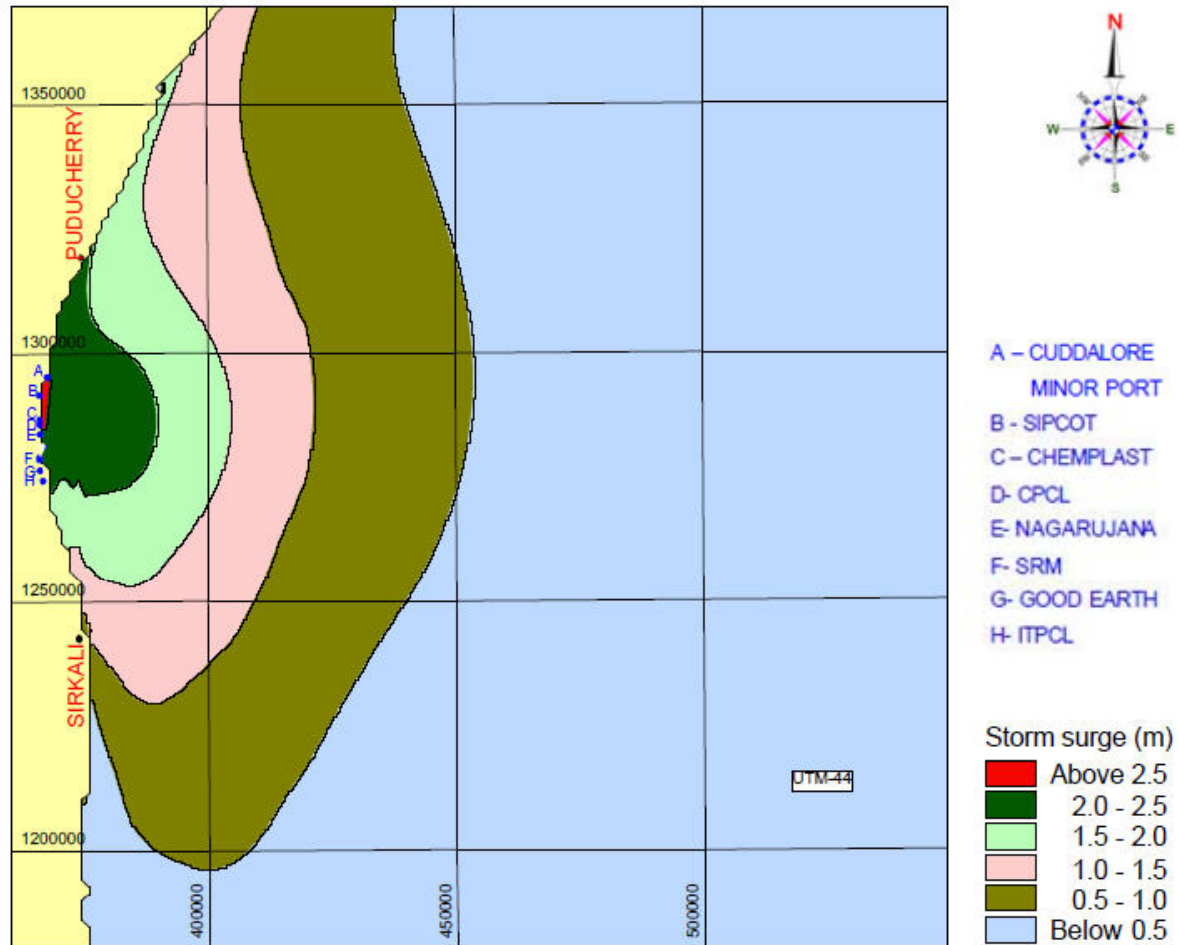 N
W
E
S
1350000
PUDUCHERRY
1300000
A
B
C
D
E
F
G
H
1250000
SIRKALI
UTM-44
1200000
400000
450000
500000
A – CUDDALORE
MINOR PORT
B - SIPCOT
C – CHEMPLAST
D- CPCL
E- NAGARUJANA
F- SRM
G- GOOD EARTH
H- ITPCL
Storm surge (m)
Above 2.5
2.0 - 2.5
1.5 - 2.0
1.0 - 1.5
0.5 - 1.0
Below 0.5